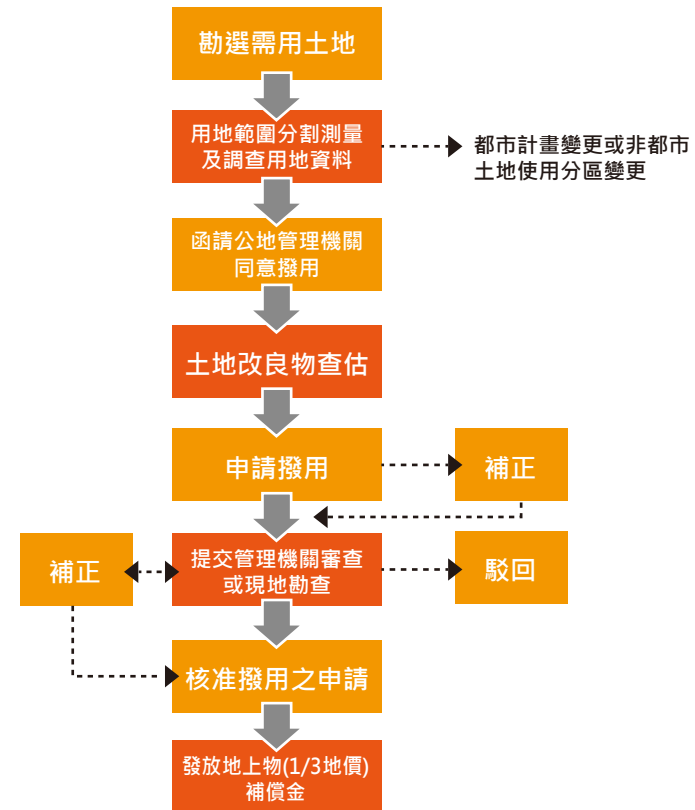 勘選需用土地
用地範圍分割測量
及調查用地資料
都市計畫變更或非都市
土地使用分區變更
函請公地管理機關
同意撥用
土地改良物查估
申請撥用
補正
補正
提交管理機關審查
或現地勘查
駁回
核准撥用之申請
發放地上物(1/3地價)
補償金